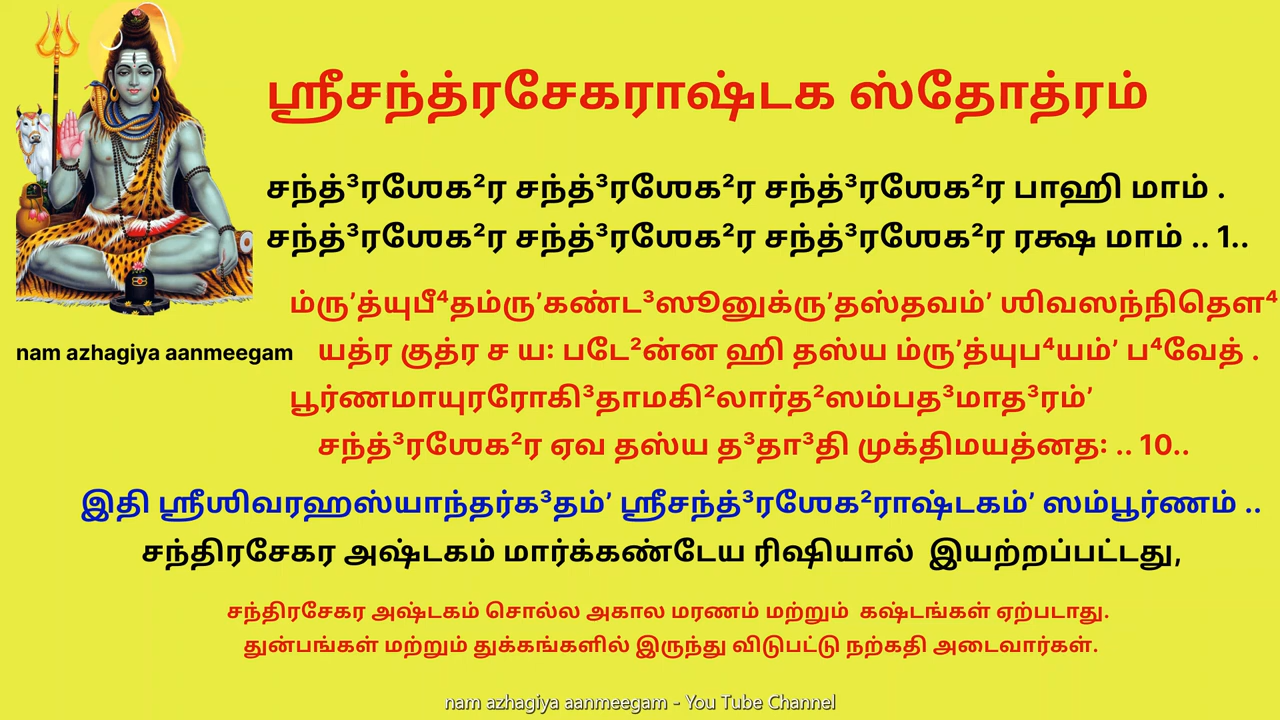 ஸ்ரீசந்த்ரசேகராஷ்டக ஸ்தோத்ரம்
சந்த்³ரஶேக²ர சந்த்³ரஶேக²ர சந்த்³ரஶேக²ர பாஹி மாம் .
சந்த்³ரஶேக²ர சந்த்³ரஶேக²ர சந்த்³ரஶேக²ர ரக்ஷ மாம் .. 1..
ம்ரு’த்யுபீ⁴தம்ரு’கண்ட³ஸூனுக்ரு’தஸ்தவம்’ ஶிவஸந்நிதௌ⁴
யத்ர குத்ர ச ய: படே²ன்ன ஹி தஸ்ய ம்ரு’த்யுப⁴யம்’ ப⁴வேத் .
பூர்ணமாயுரரோகி³தாமகி²லார்த²ஸம்பத³மாத³ரம்’
சந்த்³ரஶேக²ர ஏவ தஸ்ய த³தா³தி முக்திமயத்னத: .. 10..
இதி ஸ்ரீஶிவரஹஸ்யாந்தர்க³தம்’ ஸ்ரீசந்த்³ரஶேக²ராஷ்டகம்’ ஸம்பூர்ணம் ..
சந்திரசேகர அஷ்டகம் மார்க்கண்டேய ரிஷியால் இயற்றப்பட்டது,
சந்திரசேகர அஷ்டகம் சொல்ல அகால மரணம் மற்றும் கஷ்டங்கள் ஏற்படாது.
துன்பங்கள் மற்றும் துக்கங்களில் இருந்து விடுபட்டு நற்கதி அடைவார்கள்.
nam azhagiya aanmeegam
nam azhagiya aanmeegam - You Tube Channel